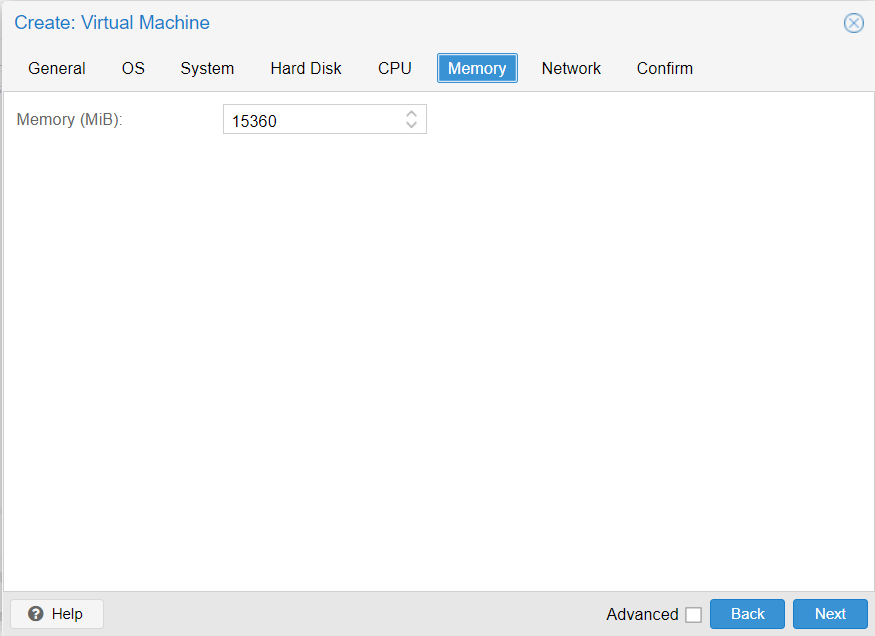 Create: Virtual Machine
General OS System Hard Disk CPU Memory Network Confirm
Memory (MiB): 15360
Help Advanced Back Next